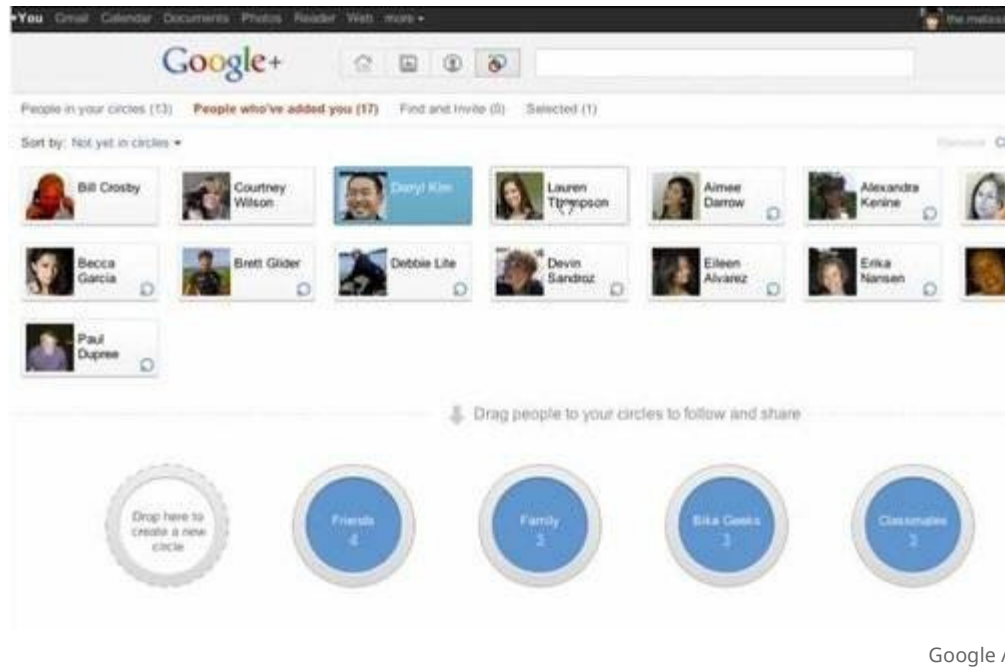 +You Gmail Calendar Documents Photos Reader Web more
Google+
People in your circles (13) People who've added you (17) Find and Invite (0) Selected (1)
Sort by: Not yet in circles
Bill Crosby
Courtney
Wilson
Darryl Kim
Lauren
Thompson
Aimee
Darrow
Alexandra
Kenine
Becca
Garcia
Brett Glider
Debbie Lite
Devin
Sandroz
Eileen
Alvarez
Erika
Nansen
Paul
Dupree
Drag people to your circles to follow and share
Drop here to
create a new
circle
Friends
4
Family
3
Bike Geeks
3
Classmates
3
Google